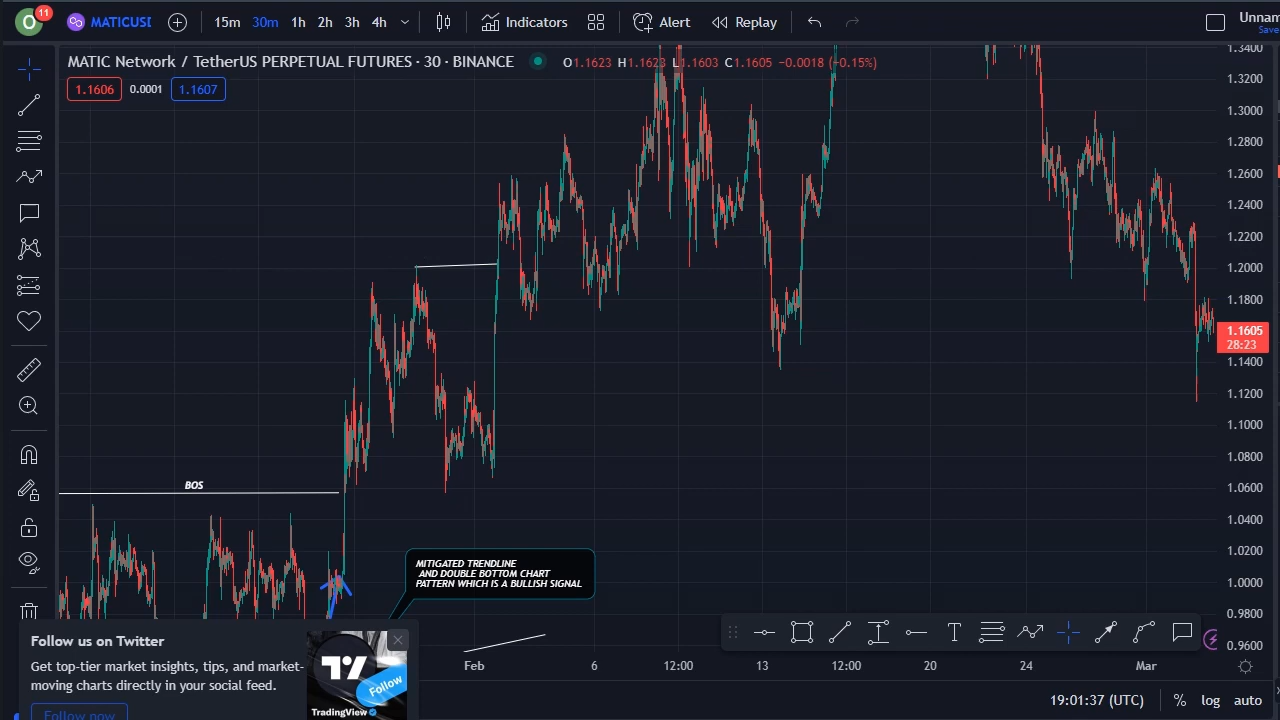 O 11 MATICUSI 15m 30m 1h 2h 3h 4h Indicators Alert Replay Unnam
Save
MATIC Network / TetherUS PERPETUAL FUTURES · 30 · BINANCE O1.1623 H1.1623 L1.1603 C1.1605 −0.0018 (−0.15%)
1.1606 0.0001 1.1607
1.3400
1.3200
1.3000
1.2800
1.2600
1.2400
1.2200
1.2000
1.1800
1.1605
28:23
1.1400
1.1200
1.1000
1.0800
1.0600
1.0400
1.0200
1.0000
0.9800
0.9600
BOS
MITIGATED TRENDLINE
AND DOUBLE BOTTOM CHART
PATTERN WHICH IS A BULLISH SIGNAL
Follow us on Twitter
Get top-tier market insights, tips, and market-
moving charts directly in your social feed.
Follow now
Follow
TradingView
Feb 6 12:00 13 12:00 20 24 Mar
19:01:37 (UTC) % log auto